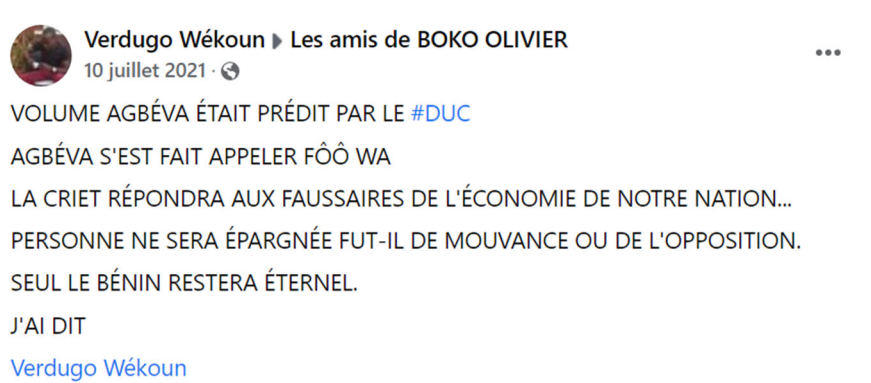 Verdugo Wékoun ▸ Les amis de BOKO OLIVIER
10 juillet 2021 ·
VOLUME AGBÉVA ÉTAIT PRÉDIT PAR LE #DUC
AGBÉVA S'EST FAIT APPELER FÔÔ WA
LA CRIET RÉPONDRA AUX FAUSSAIRES DE L'ÉCONOMIE DE NOTRE NATION...
PERSONNE NE SERA ÉPARGNÉE FUT-IL DE MOUVANCE OU DE L'OPPOSITION.
SEUL LE BÉNIN RESTERA ÉTERNEL.
J'AI DIT
Verdugo Wékoun